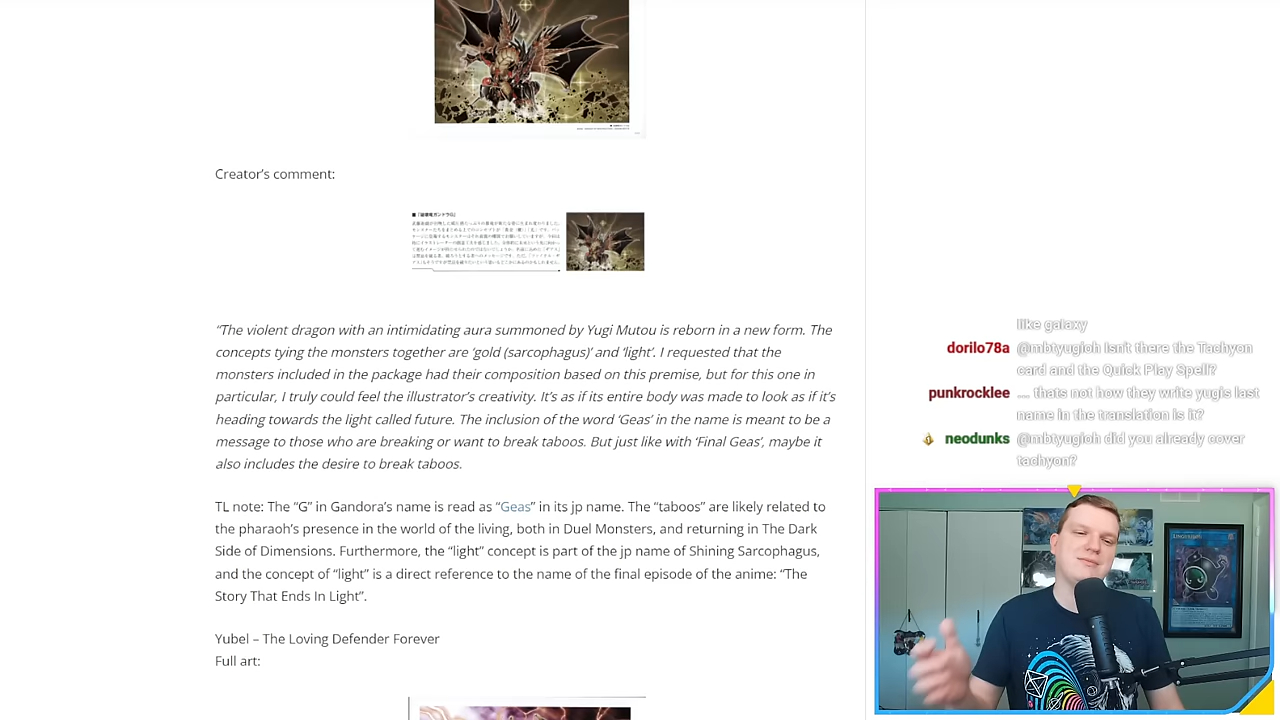 Creator's comment:
"The violent dragon with an intimidating aura summoned by Yugi Mutou is reborn in a new form. The
concepts tying the monsters together are 'gold (sarcophagus)' and 'light'. I requested that the
monsters included in the package had their composition based on this premise, but for this one in
particular, I truly could feel the illustrator's creativity. It's as if its entire body was made to look as if it's
heading towards the light called future. The inclusion of the word 'Geas' in the name is meant to be a
message to those who are breaking or want to break taboos. But just like with 'Final Geas', maybe it
also includes the desire to break taboos.
TL note: The "G" in Gandora's name is read as "Geas" in its jp name. The "taboos" are likely related to
the pharaoh's presence in the world of the living, both in Duel Monsters, and returning in The Dark
Side of Dimensions. Furthermore, the "light" concept is part of the jp name of Shining Sarcophagus,
and the concept of "light" is a direct reference to the name of the final episode of the anime: "The
Story That Ends In Light".
Yubel – The Loving Defender Forever
Full art:
like galaxy
dorilo78a @mbtyugioh Isn't there the Tachyon
card and the Quick Play Spell?
punkrocklee .... thats not how they write yugis last
name in the translation is it?
neodunks @mbtyugioh did you already cover
tachyon?